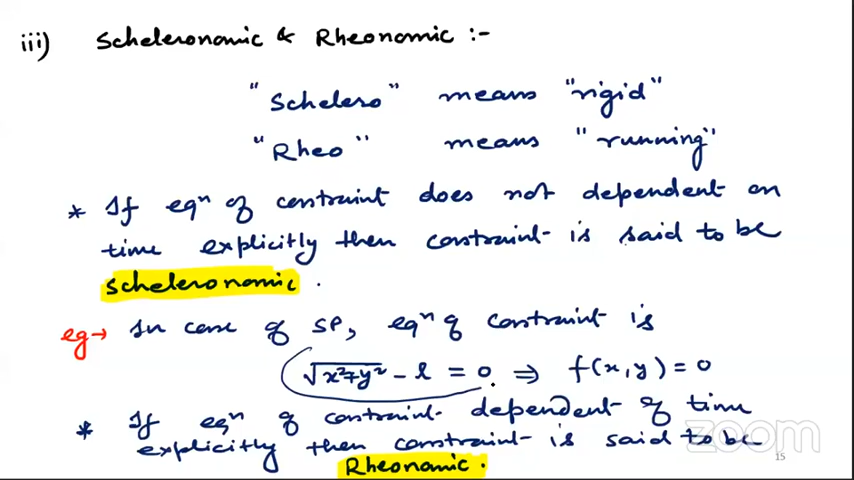 iii) Scheleronomic & Rheonomic :-
"Schelero" means "rigid"
"Rheo" means "running"
* If eqⁿ of constraint does not dependent on
time explicitly then constraint is said to be
scheleronomic .
eg→ In case of SP, eqⁿ of constraint is
√x²+y² - l = 0 ⇒ f(x,y) = 0
* If eqⁿ of constraint dependent of time
explicitly then constraint is said to be
Rheonomic .
zoom
15